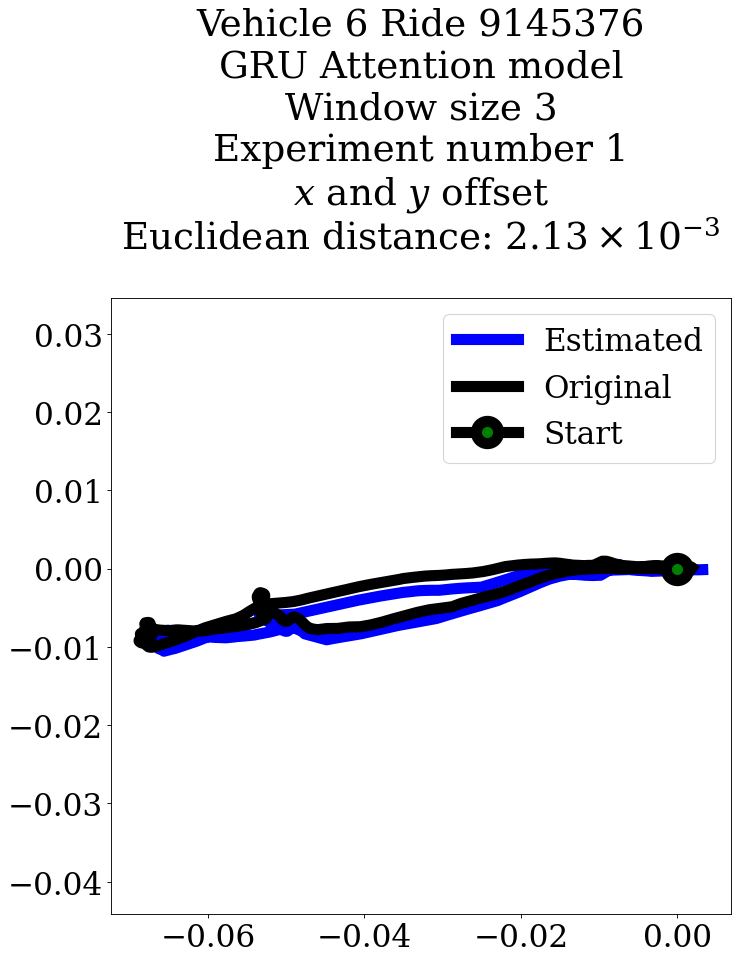 Vehicle 6 Ride 9145376
GRU Attention model
Window size 3
Experiment number 1
x and y offset
Euclidean distance: 2.13 × 10⁻³
Estimated
Original
Start
0.03
0.02
0.01
0.00
−0.01
−0.02
−0.03
−0.04
−0.06 −0.04 −0.02 0.00